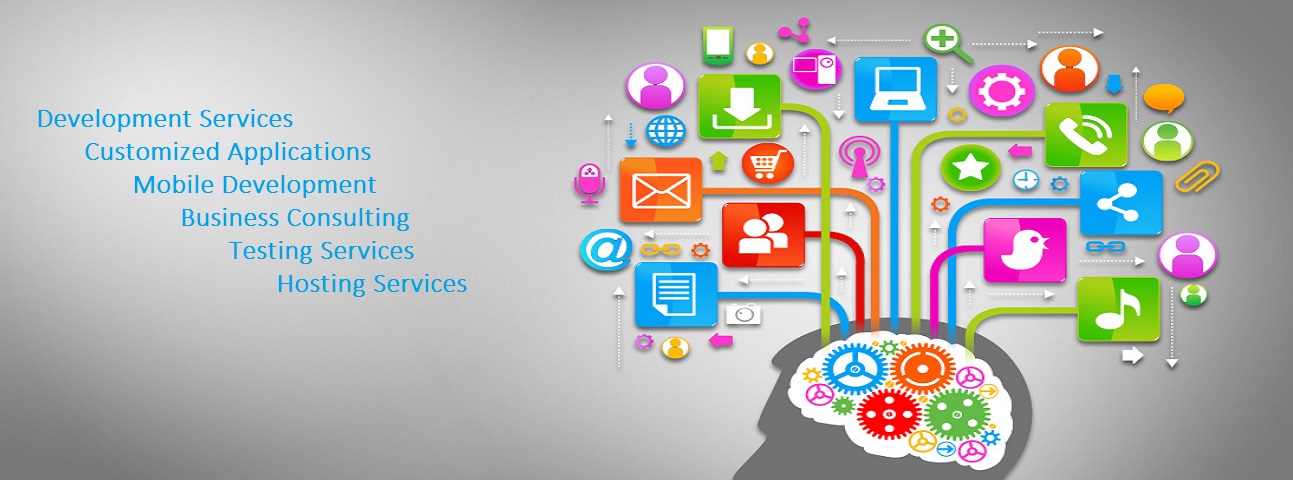 Development Services
Customized Applications
Mobile Development
Business Consulting
Testing Services
Hosting Services
@